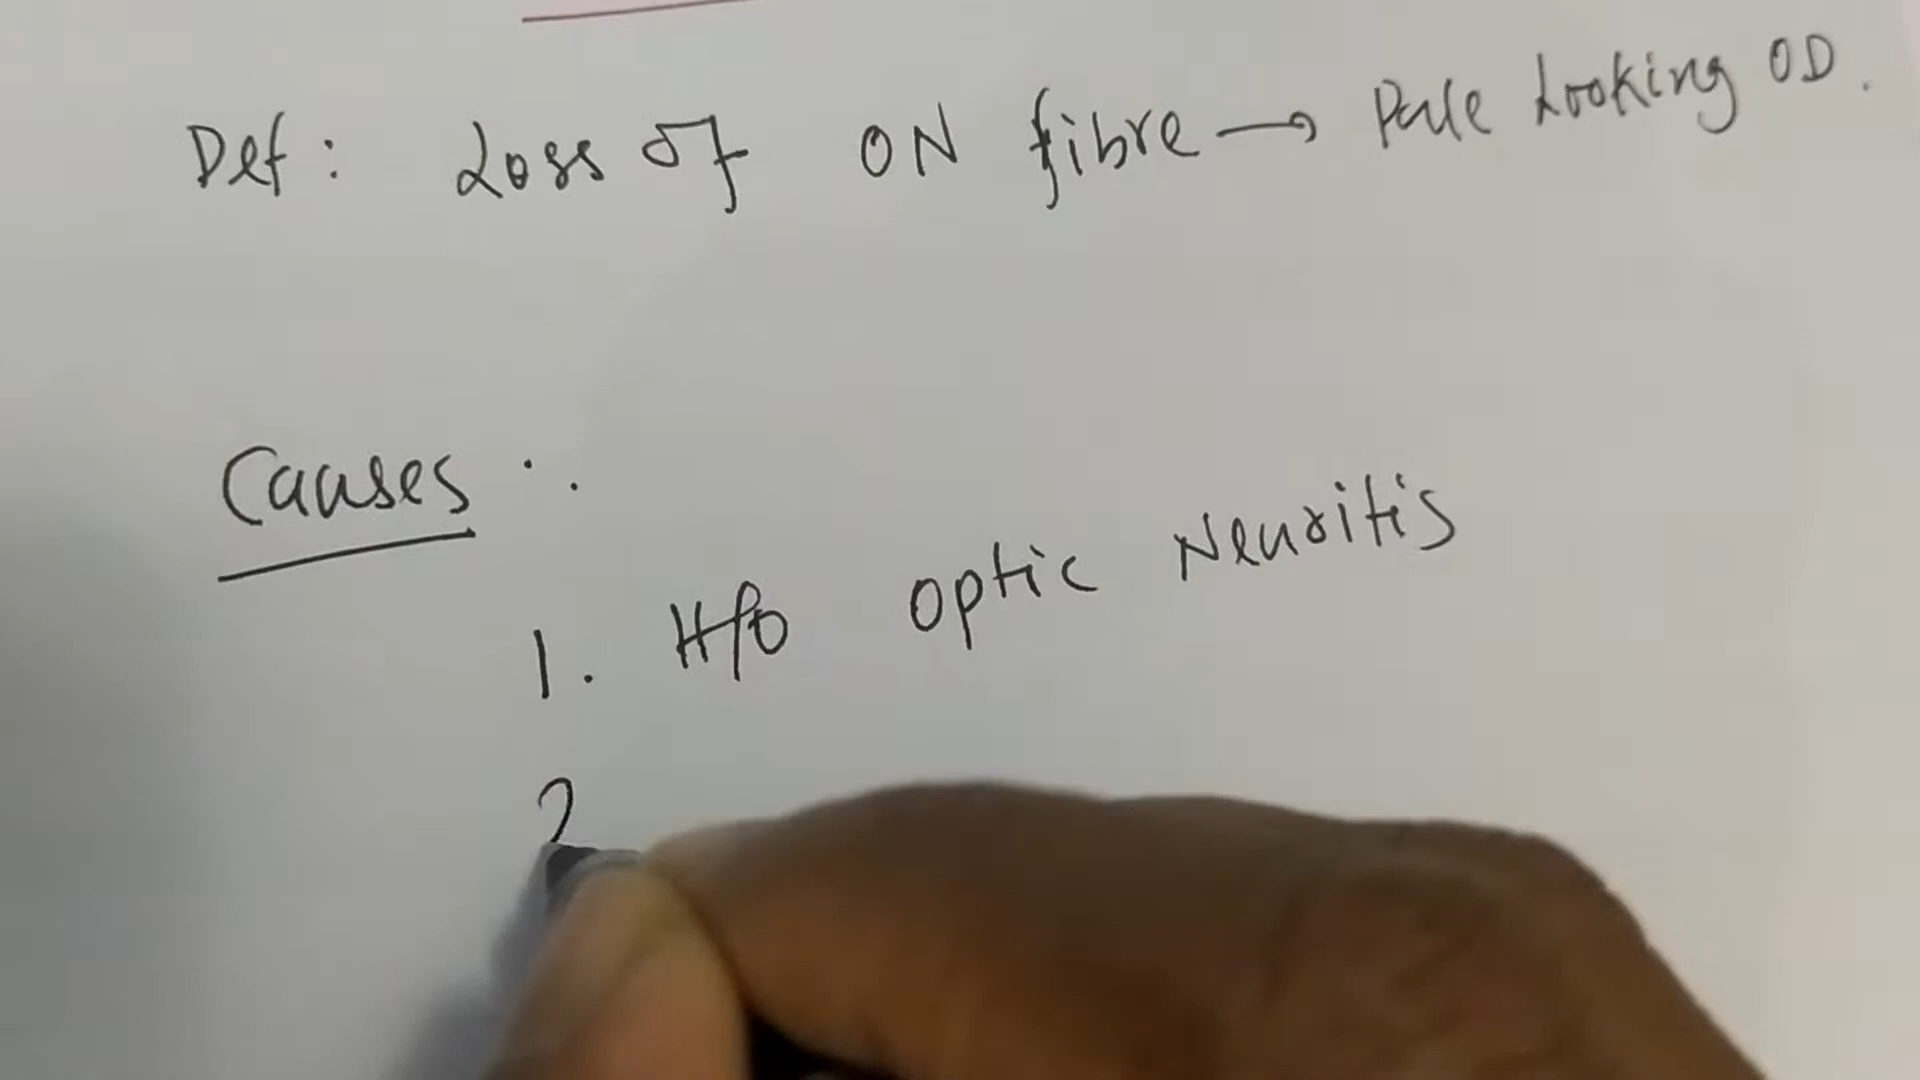 Def: Loss of ON fibre → Pale Looking OD.
Causes :
1. H/o Optic Neuritis
2